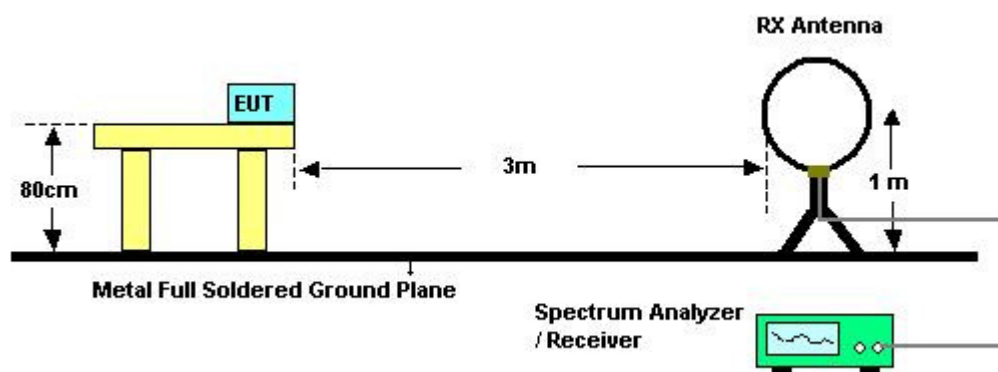 RX Antenna
EUT
3m
80cm
1 m
Metal Full Soldered Ground Plane
Spectrum Analyzer
/ Receiver